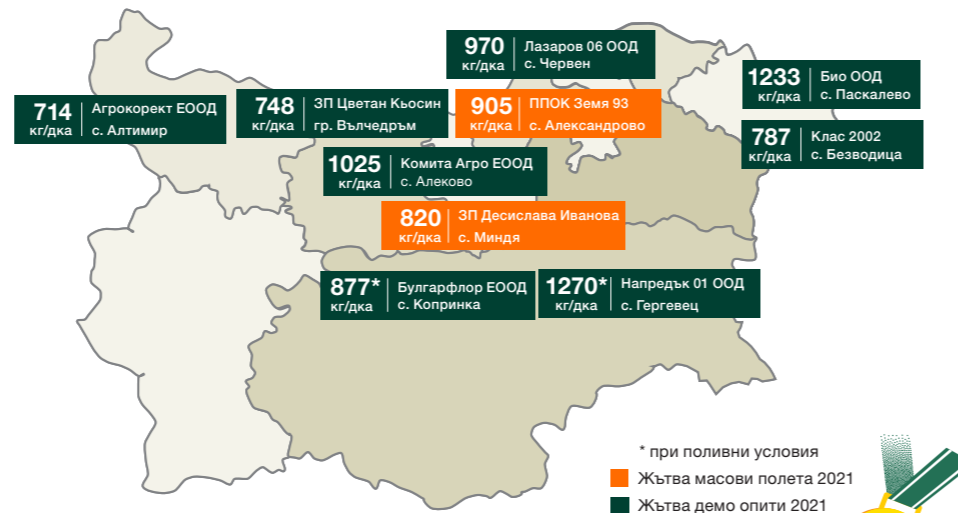 970 Лазаров 06 ООД
кг/дка с. Червен
1233 Био ООД
кг/дка с. Паскалево
714 Агрокорект ЕООД
кг/дка с. Алтимир
748 ЗП Цветан Кьосин
кг/дка гр. Вълчедръм
905 ППОК Земя 93
кг/дка с. Александрово
787 Клас 2002
кг/дка с. Безводица
1025 Комита Агро ЕООД
кг/дка с. Алеково
820 ЗП Десислава Иванова
кг/дка с. Миндя
877* Булгарфлор ЕООД
кг/дка с. Копринка
1270* Напредък 01 ООД
кг/дка с. Гергевец
* при поливни условия
Жътва масови полета 2021
Жътва демо опити 2021